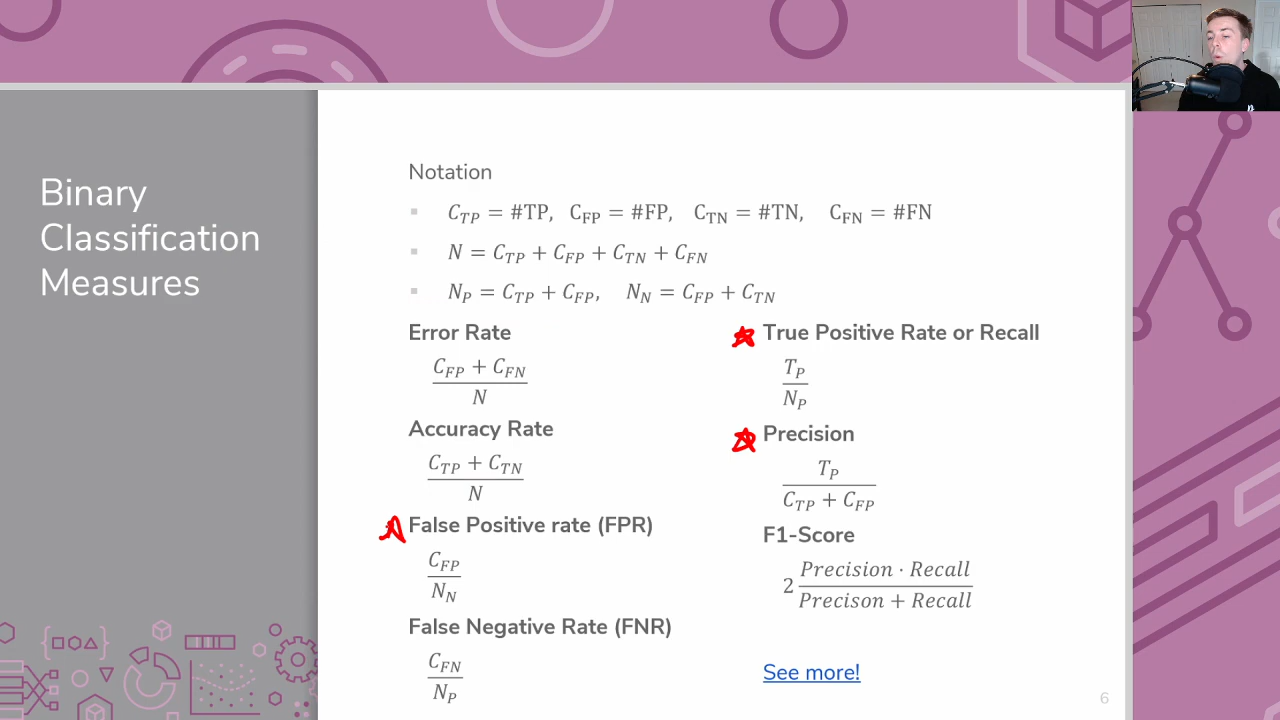 Binary
Classification
Measures
Notation
▪ C_TP = #TP, C_FP = #FP, C_TN = #TN, C_FN = #FN
▪ N = C_TP + C_FP + C_TN + C_FN
▪ N_P = C_TP + C_FP, N_N = C_FP + C_TN
Error Rate
(C_FP + C_FN) / N
Accuracy Rate
(C_TP + C_TN) / N
False Positive rate (FPR)
C_FP / N_N
False Negative Rate (FNR)
C_FN / N_P
True Positive Rate or Recall
T_P / N_P
Precision
T_P / (C_TP + C_FP)
F1-Score
2 (Precision · Recall) / (Precison + Recall)
See more!
6